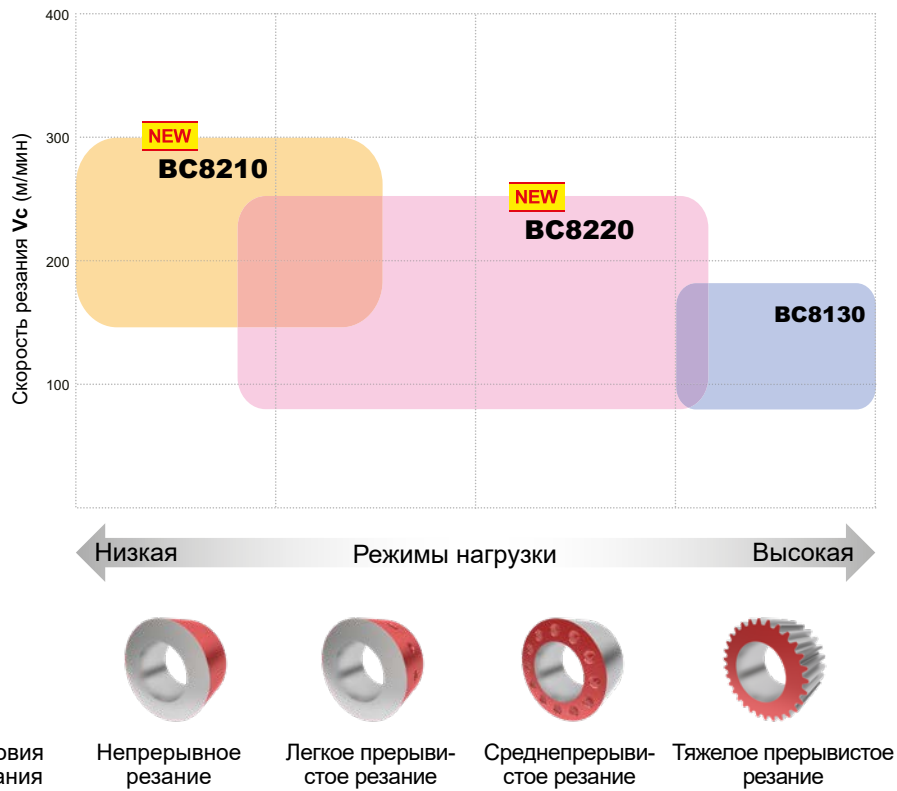 400
NEW
300
BC8210
NEW
BC8220
200
BC8130
100
Скорость резания Vc (м/мин)
Низкая Режимы нагрузки Высокая
Непрерывное
резание
Легкое прерыви-
стое резание
Среднепрерыви-
стое резание
Тяжелое прерывистое
резание